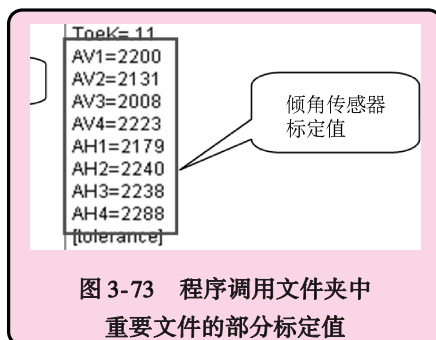 ToeK= 11
AV1=2200
AV2=2131
AV3=2008
AV4=2223
AH1=2179
AH2=2240
AH3=2238
AH4=2288
[tolerance]
倾角传感器
标定值
图 3-73 程序调用文件夹中
重要文件的部分标定值